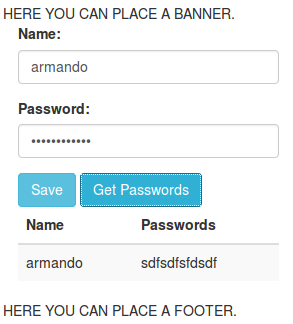 HERE YOU CAN PLACE A BANNER.
Name:
armando
Password:
••••••••••••
Save Get Passwords
Name Passwords
armando sdfsdfsfdsdf
HERE YOU CAN PLACE A FOOTER.